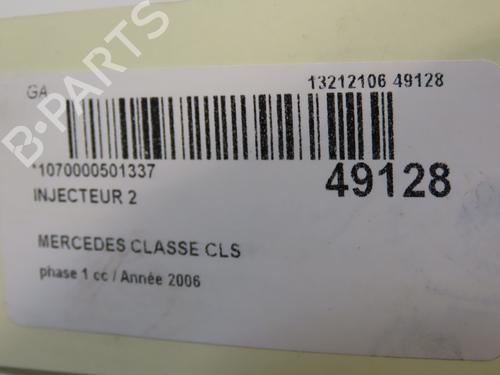 B-PARTS
GA
13212106 49128
*1070000501337
49128
INJECTEUR 2
MERCEDES CLASSE CLS
phase 1 cc / Année 2006